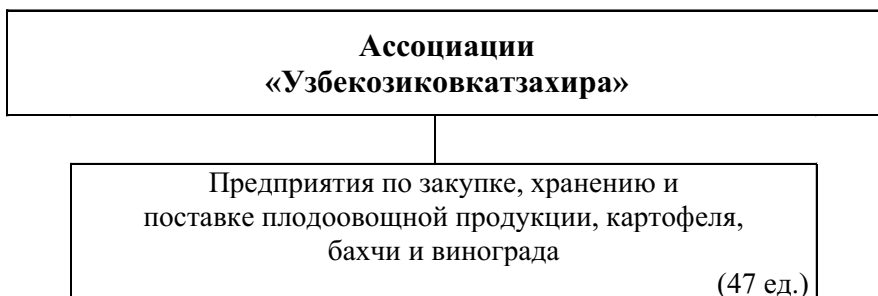 Ассоциации
«Узбекозиковкатзахира»
Предприятия по закупке, хранению и
поставке плодоовощной продукции, картофеля,
бахчи и винограда
(47 ед.)